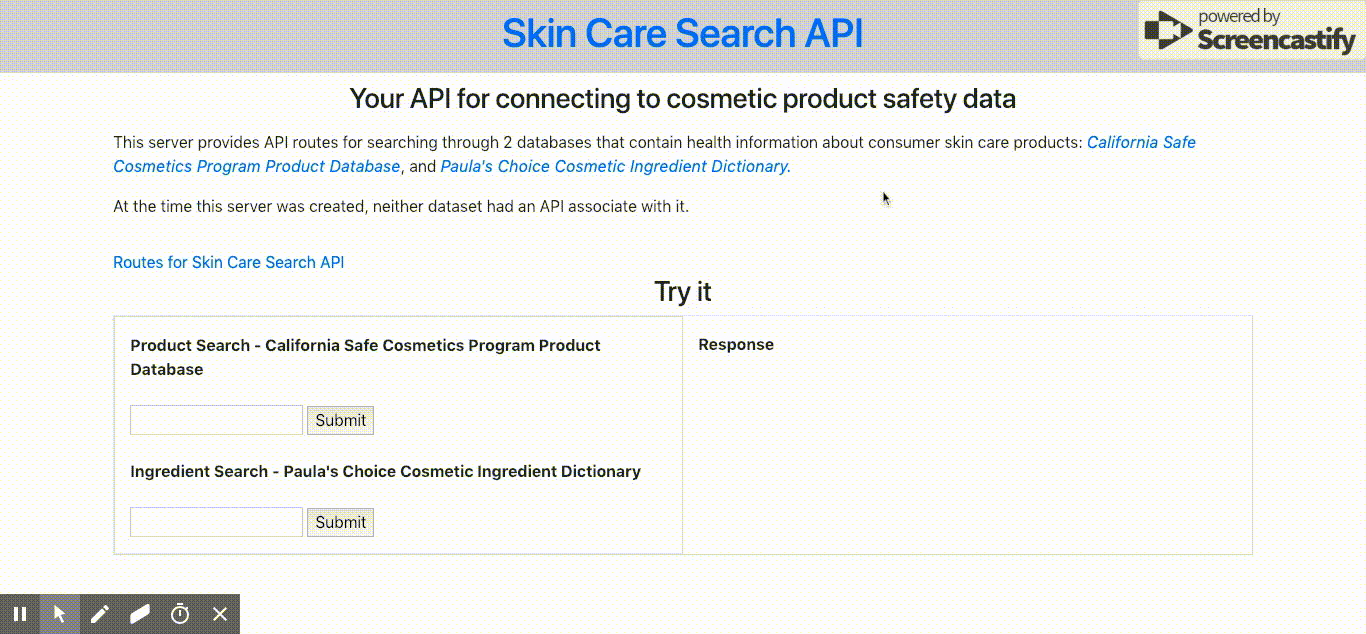 Skin Care Search API
powered by
Screencastify
Your API for connecting to cosmetic product safety data
This server provides API routes for searching through 2 databases that contain health information about consumer skin care products: California Safe
Cosmetics Program Product Database, and Paula's Choice Cosmetic Ingredient Dictionary.
At the time this server was created, neither dataset had an API associate with it.
Routes for Skin Care Search API
Try it
Product Search - California Safe Cosmetics Program Product
Database
Submit
Ingredient Search - Paula's Choice Cosmetic Ingredient Dictionary
Submit
Response